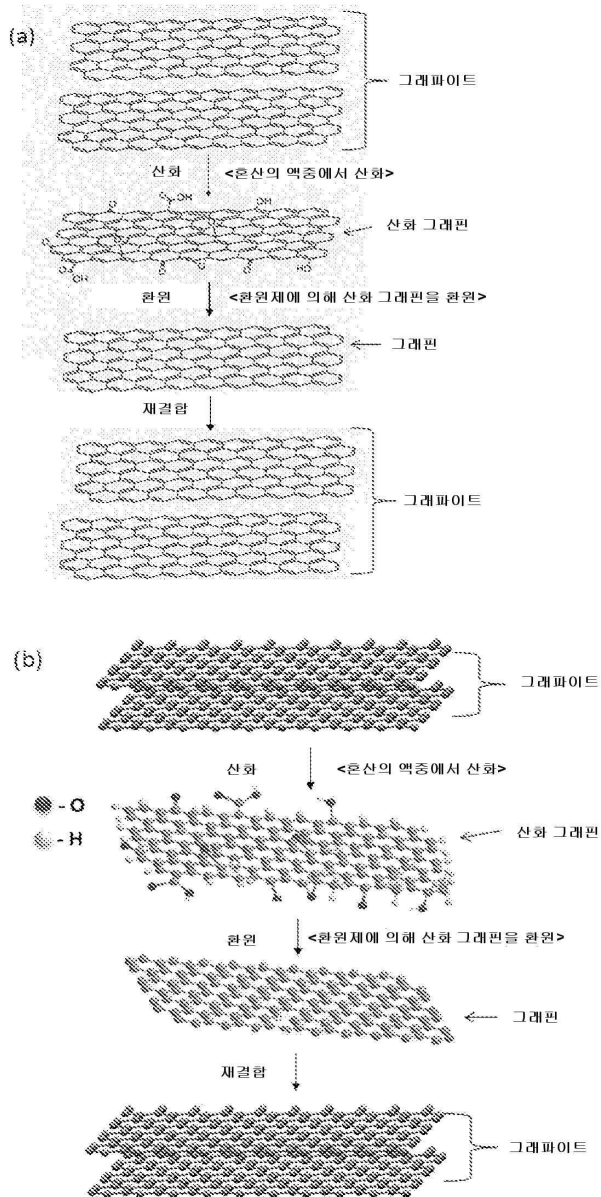 (a)
그래파이트
산화 <혼산의 액중에서 산화>
산화 그래핀
환원 <환원제에 의해 산화 그래핀을 환원>
그래핀
재결합
그래파이트
(b)
그래파이트
산화 <혼산의 액중에서 산화>
- O
- H
산화 그래핀
환원 <환원제에 의해 산화 그래핀을 환원>
그래핀
재결합
그래파이트